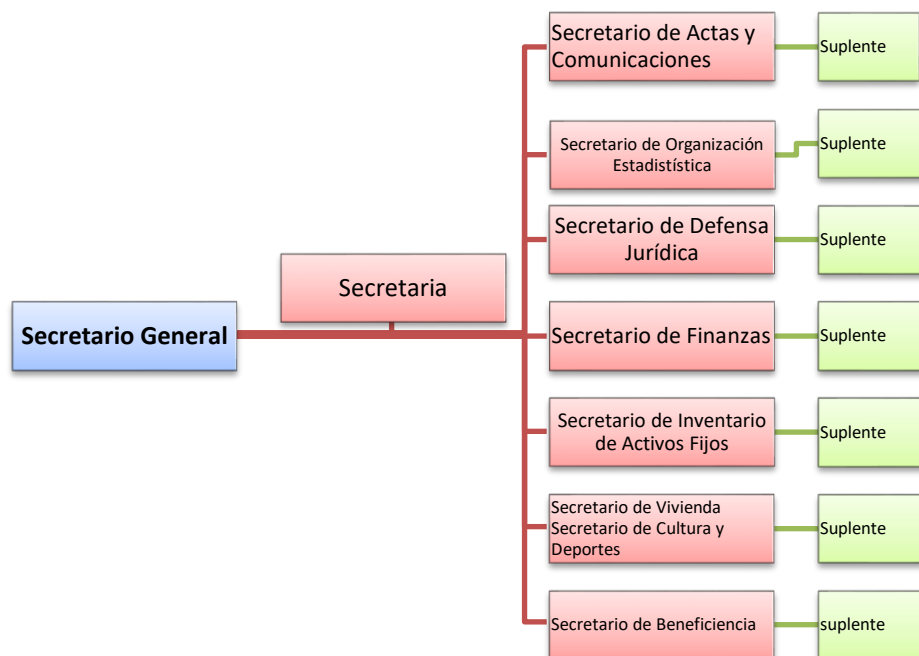 Secretario de Actas y
Comunicaciones
Suplente
Secretario de Organización
Estadistística
Suplente
Secretario de Defensa
Jurídica
Suplente
Secretaria
Secretario General
Secretario de Finanzas
Suplente
Secretario de Inventario
de Activos Fijos
Suplente
Secretario de Vivienda
Secretario de Cultura y
Deportes
Suplente
Secretario de Beneficiencia
suplente